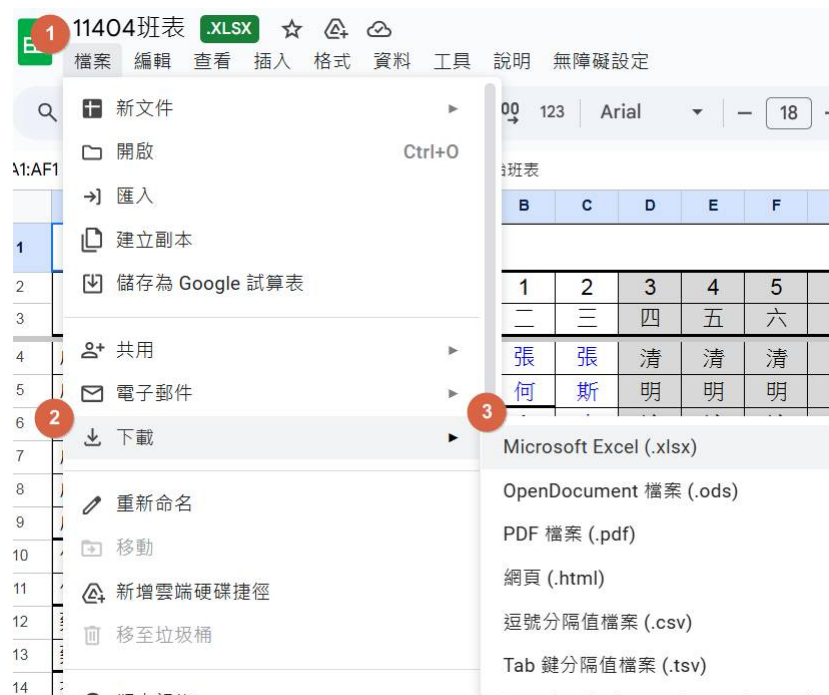 1
11404班表 .XLSX
檔案 編輯 查看 插入 格式 資料 工具 說明 無障礙設定
新文件
開啟 Ctrl+O
匯入
建立副本
儲存為 Google 試算表
共用
電子郵件
2
下載
重新命名
移動
新增雲端硬碟捷徑
移至垃圾桶
123 Arial 18
A1:AF1 班表
B C D E F
1
2 1 2 3 4 5
3 二 三 四 五 六
4 張 張 清 清 清
5 何 斯 明 明 明
6
7
8
9
10
11
12
13
14
3
Microsoft Excel (.xlsx)
OpenDocument 檔案 (.ods)
PDF 檔案 (.pdf)
網頁 (.html)
逗號分隔值檔案 (.csv)
Tab 鍵分隔值檔案 (.tsv)